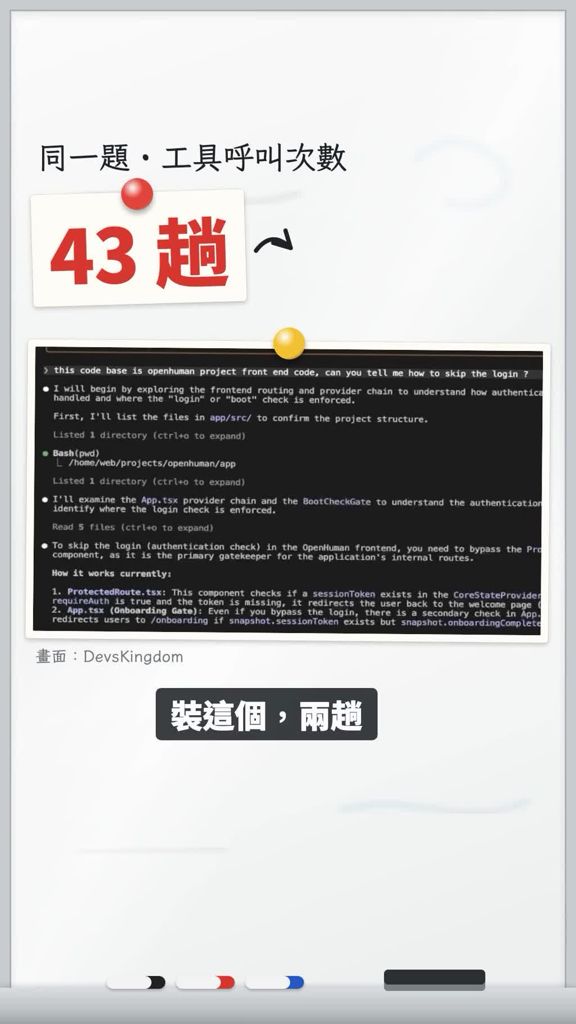 同一題・工具呼叫次數
43 趟
> this code base is openhuman project front end code, can you tell me how to skip the login ?
● I will begin by exploring the frontend routing and provider chain to understand how authentica
handled and where the "login" or "boot" check is enforced.
First, I'll list the files in app/src/ to confirm the project structure.
Listed 1 directory (ctrl+o to expand)
● Bash(pwd)
└ /home/web/projects/openhuman/app
Listed 1 directory (ctrl+o to expand)
● I'll examine the App.tsx provider chain and the BootCheckGate to understand the authentication
identify where the login check is enforced.
Read 5 files (ctrl+o to expand)
● To skip the login (authentication check) in the OpenHuman frontend, you need to bypass the Pro
component, as it is the primary gatekeeper for the application's internal routes.
How it works currently:
1. ProtectedRoute.tsx: This component checks if a sessionToken exists in the CoreStateProvider
requireAuth is true and the token is missing, it redirects the user back to the welcome page (
2. App.tsx (Onboarding Gate): Even if you bypass the login, there is a secondary check in App.
redirects users to /onboarding if snapshot.sessionToken exists but snapshot.onboardingComplete
畫面：DevsKingdom
裝這個，兩趟